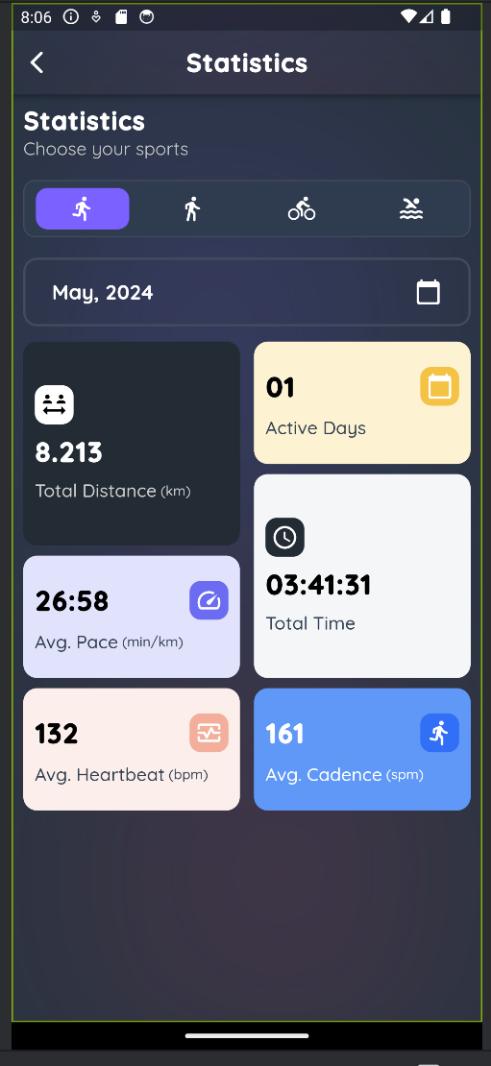 8:06
Statistics
Statistics
Choose your sports
May, 2024
8.213
Total Distance (km)
01
Active Days
03:41:31
Total Time
26:58
Avg. Pace (min/km)
132
Avg. Heartbeat (bpm)
161
Avg. Cadence (spm)